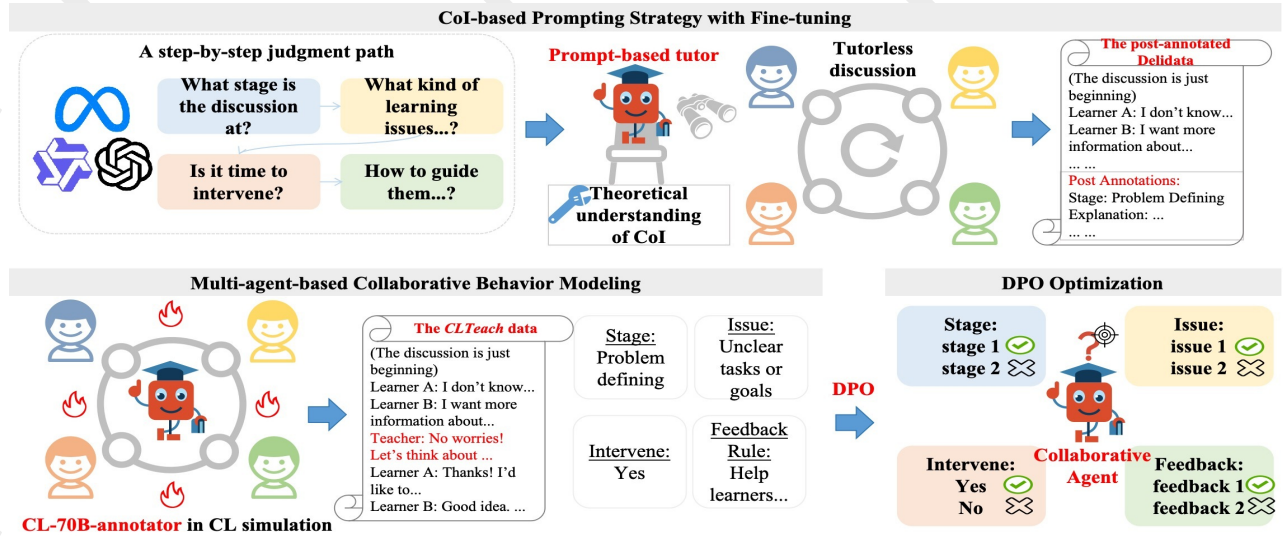 CoI-based Prompting Strategy with Fine-tuning
A step-by-step judgment path
What stage is
the discussion
at?
What kind of
learning
issues...?
Is it time to
intervene?
How to guide
them...?
Prompt-based tutor
Theoretical
understanding
of CoI
Tutorless
discussion
The post-annotated
Delidata
(The discussion is just
beginning)
Learner A: I don't know...
Learner B: I want more
information about...
... ...
Post Annotations:
Stage: Problem Defining
Explanation: ...
... ...
Multi-agent-based Collaborative Behavior Modeling
CL-70B-annotator in CL simulation
The CLTeach data
(The discussion is just
beginning)
Learner A: I don't know...
Learner B: I want more
information about...
Teacher: No worries!
Let's think about ...
Learner A: Thanks! I'd
like to...
Learner B: Good idea. ...
Stage:
Problem
defining
Issue:
Unclear
tasks or
goals
Intervene:
Yes
Feedback
Rule:
Help
learners...
DPO
DPO Optimization
Stage:
stage 1
stage 2
Issue:
issue 1
issue 2
Collaborative
Agent
Intervene:
Yes
No
Feedback:
feedback 1
feedback 2